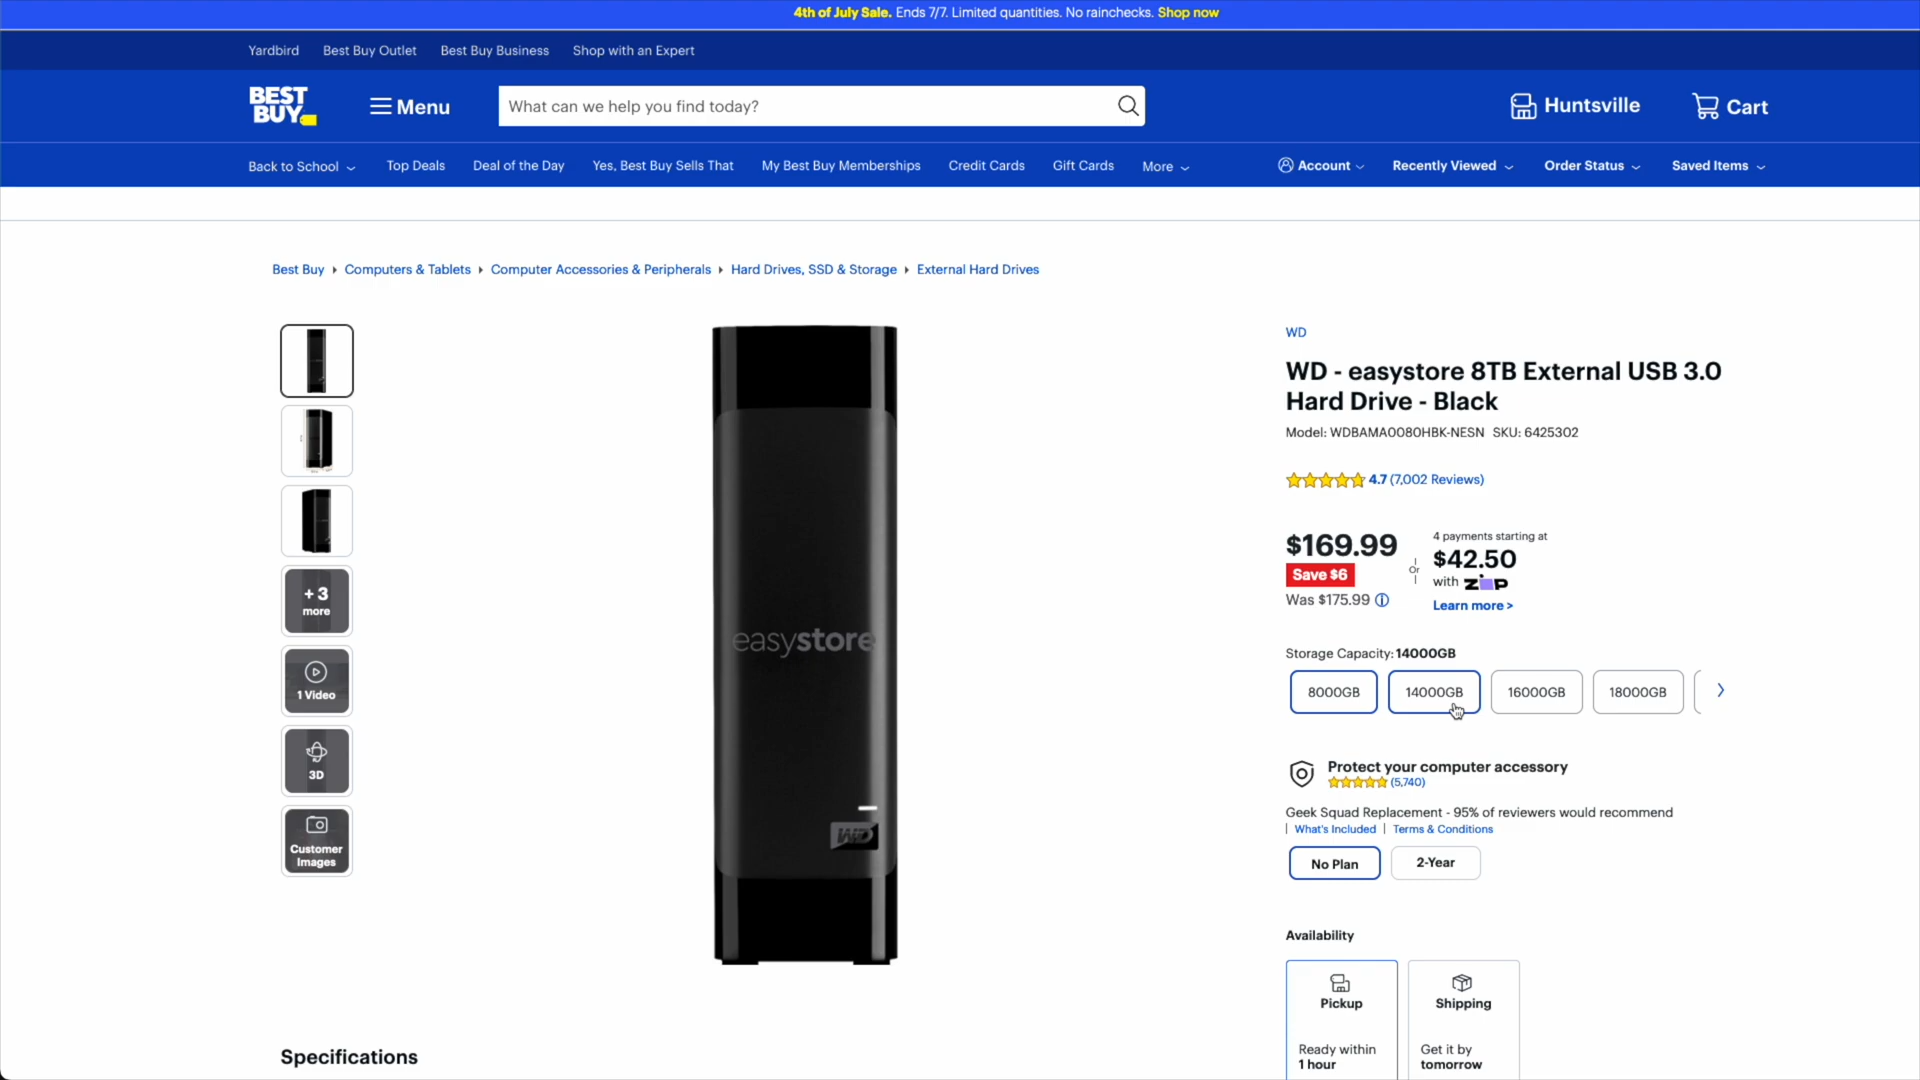 4th of July Sale. Ends 7/7. Limited quantities. No rainchecks. Shop now
Yardbird Best Buy Outlet Best Buy Business Shop with an Expert
BEST BUY
Menu
What can we help you find today?
Huntsville
Cart
Back to School Top Deals Deal of the Day Yes, Best Buy Sells That My Best Buy Memberships Credit Cards Gift Cards More
Account Recently Viewed Order Status Saved Items
Best Buy Computers & Tablets Computer Accessories & Peripherals Hard Drives, SSD & Storage External Hard Drives
+ 3
more
1 Video
3D
Customer
Images
easystore
WD
WD
WD - easystore 8TB External USB 3.0
Hard Drive - Black
Model: WDBAMA0080HBK-NESN SKU: 6425302
4.7 (7,002 Reviews)
$169.99
Save $6
Was $175.99
Or
4 payments starting at
$42.50
with ZIP
Learn more >
Storage Capacity: 14000GB
8000GB 14000GB 16000GB 18000GB
Protect your computer accessory
(5,740)
Geek Squad Replacement - 95% of reviewers would recommend
| What's Included | Terms & Conditions
No Plan 2-Year
Availability
Pickup
Ready within
1 hour
Shipping
Get it by
tomorrow
Specifications